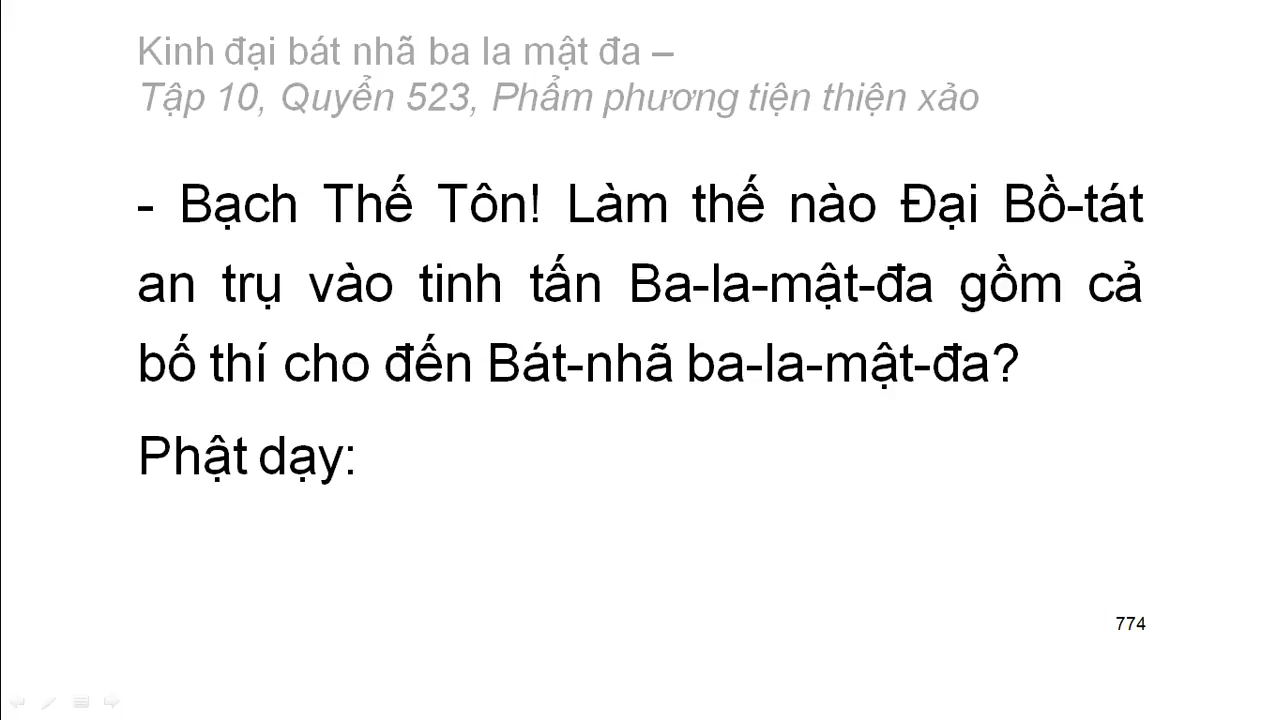 Kinh đại bát nhã ba la mật đa –
Tập 10, Quyển 523, Phẩm phương tiện thiện xảo
- Bạch Thế Tôn! Làm thế nào Đại Bồ-tát
an trụ vào tinh tấn Ba-la-mật-đa gồm cả
bố thí cho đến Bát-nhã ba-la-mật-đa?
Phật dạy:
774